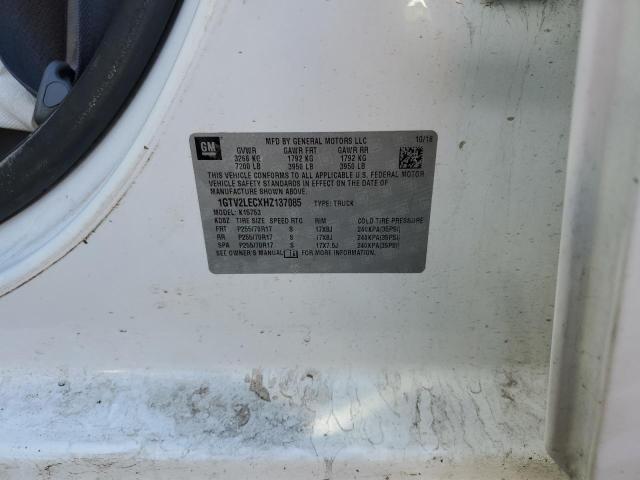 GM
MFD BY GENERAL MOTORS LLC 10/16
GVWR GAWR FRT GAWR RR
3266 KG 1792 KG 1792 KG
7200 LB 3950 LB 3950 LB
THIS VEHICLE CONFORMS TO ALL APPLICABLE U.S. FEDERAL MOTOR
VEHICLE SAFETY AND THEFT PREVENTION STANDARDS IN EFFECT ON THE DATE OF
MANUFACTURE SHOWN ABOVE.
1GTV2LECXHZ137085 TYPE: TRUCK
MODEL: K15753
TIRE SIZE SPEED RTG RIM COLD TIRE PRESSURE
FRT P255/70R17 S 17X8J 240KPA(35PSI)
RR P255/70R17 S 17X8J 240KPA(35PSI)
SPA P255/70R17 S 17X7.5J 240KPA(35PSI)
SEE OWNER'S MANUAL FOR MORE INFORMATION.